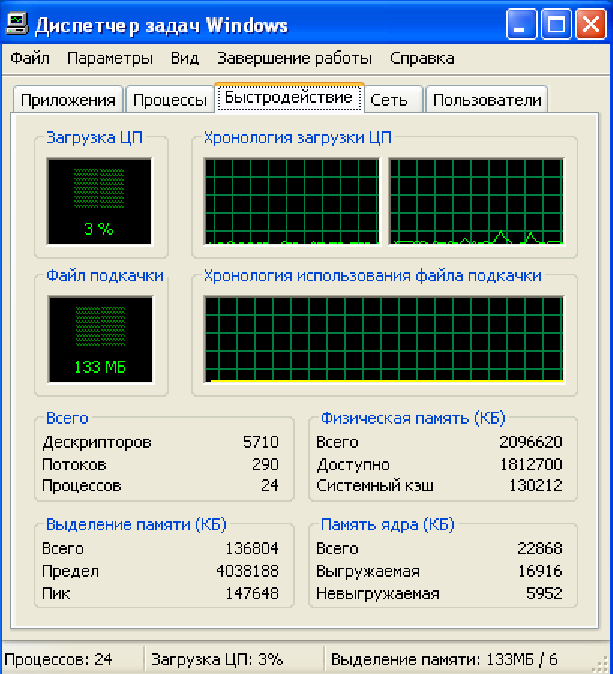 Диспетчер задач Windows
Файл Параметры Вид Завершение работы Справка
Приложения Процессы Быстродействие Сеть Пользователи
Загрузка ЦП Хронология загрузки ЦП
3 %
Файл подкачки Хронология использования файла подкачки
133 МБ
Всего
Дескрипторов 5710
Потоков 290
Процессов 24
Физическая память (КБ)
Всего 2096620
Доступно 1812700
Системный кэш 130212
Выделение памяти (КБ)
Всего 136804
Предел 4038188
Пик 147648
Память ядра (КБ)
Всего 22868
Выгружаемая 16916
Невыгружаемая 5952
Процессов: 24 Загрузка ЦП: 3% Выделение памяти: 133МБ / 6